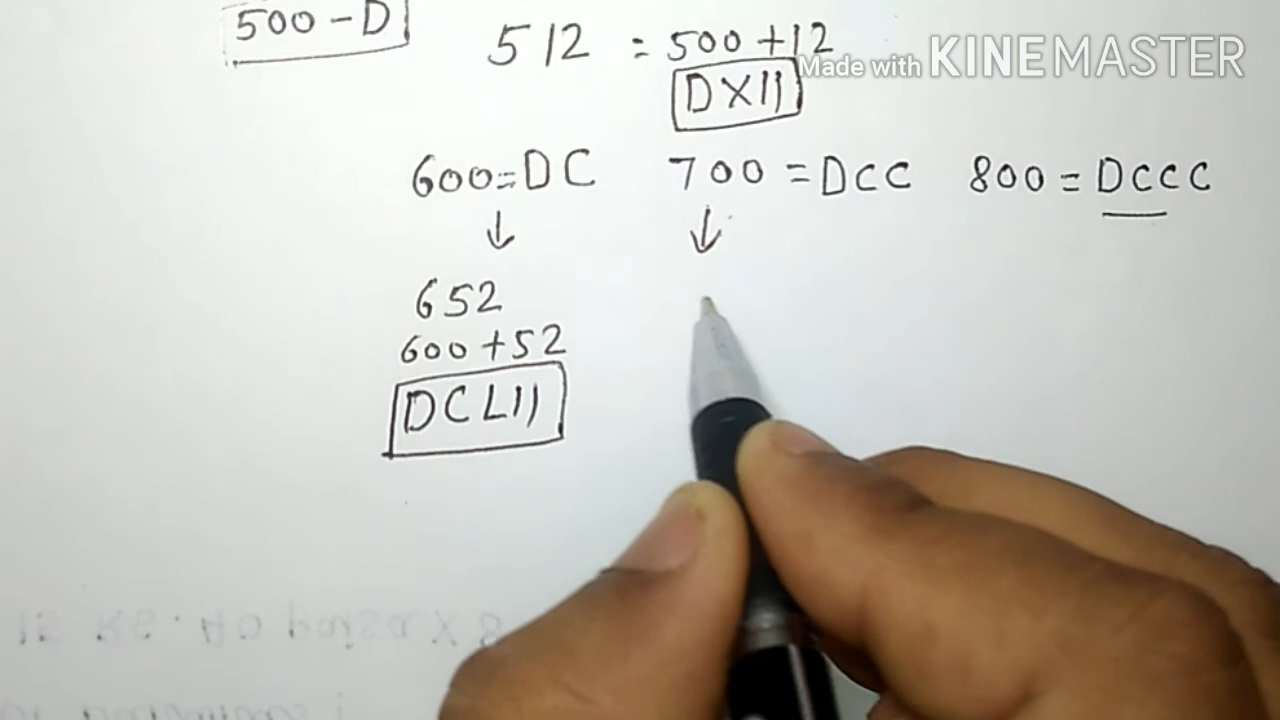 500 - D
512 = 500 + 12
Made with KINEMASTER
DXII
600 = DC 700 = DCC 800 = DCCC
↓ ↓
652
600 + 52
DCLII